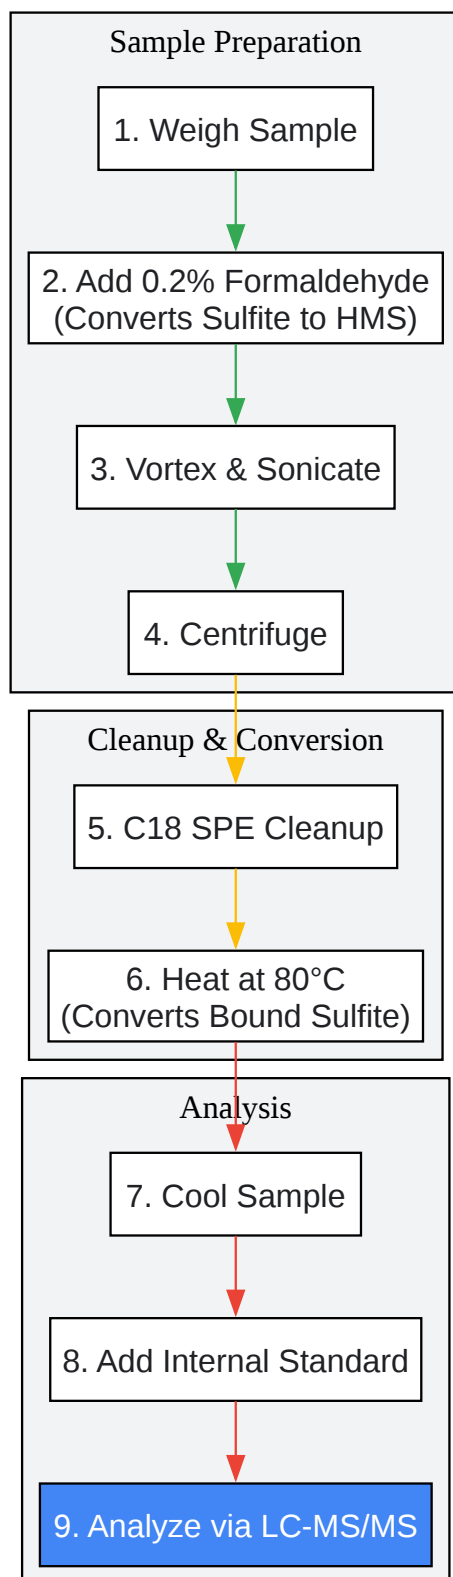 Sample Preparation
1. Weigh Sample
2. Add 0.2% Formaldehyde
(Converts Sulfite to HMS)
3. Vortex & Sonicate
4. Centrifuge
Cleanup & Conversion
5. C18 SPE Cleanup
6. Heat at 80°C
(Converts Bound Sulfite)
Analysis
7. Cool Sample
8. Add Internal Standard
9. Analyze via LC-MS/MS